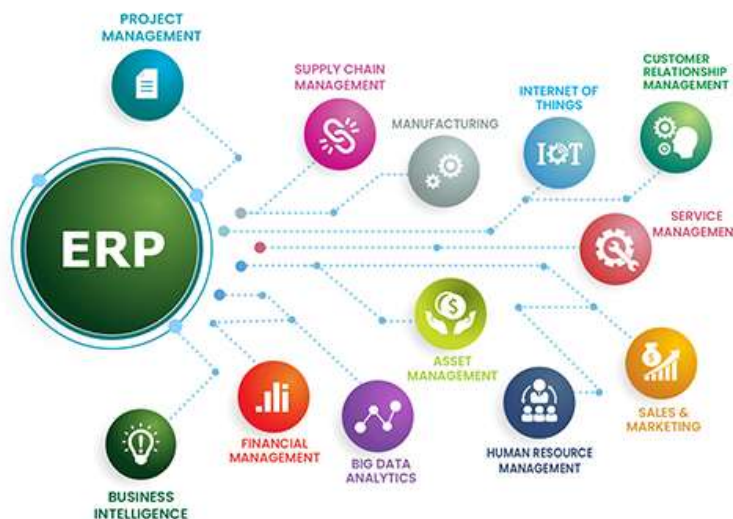 PROJECT
MANAGEMENT
SUPPLY CHAIN
MANAGEMENT
MANUFACTURING
INTERNET OF
THINGS
IOT
CUSTOMER
RELATIONSHIP
MANAGEMENT
ERP
SERVICE
MANAGEMEN
ASSET
MANAGEMENT
SALES &
MARKETING
HUMAN RESOURCE
MANAGEMENT
BIG DATA
ANALYTICS
FINANCIAL
MANAGEMENT
BUSINESS
INTELLIGENCE